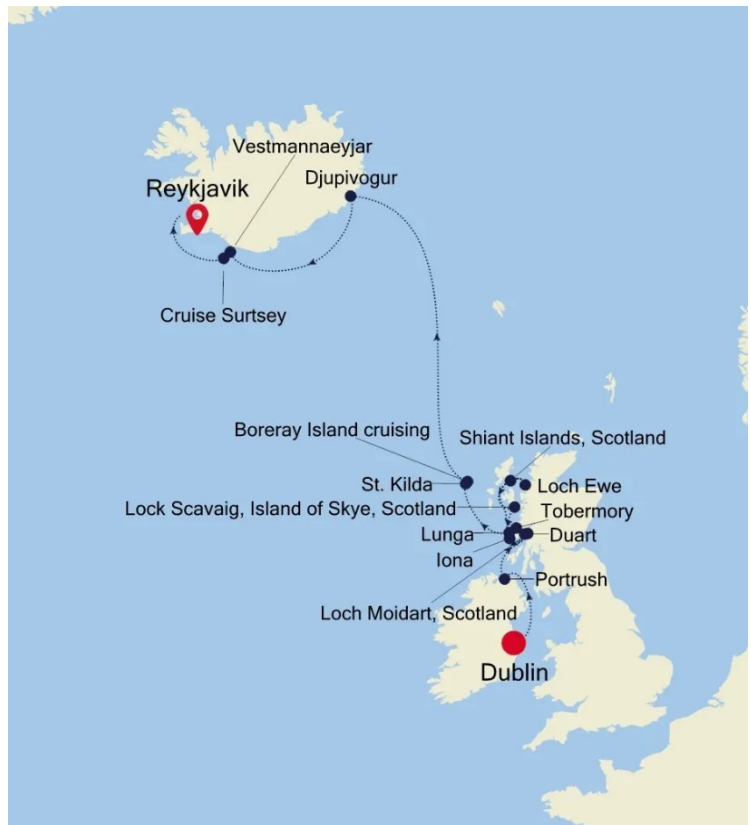 Vestmannaeyjar
Djupivogur
Reykjavik
Cruise Surtsey
Boreray Island cruising
Shiant Islands, Scotland
St. Kilda
Loch Ewe
Lock Scavaig, Island of Skye, Scotland
Tobermory
Lunga
Duart
Iona
Portrush
Loch Moidart, Scotland
Dublin